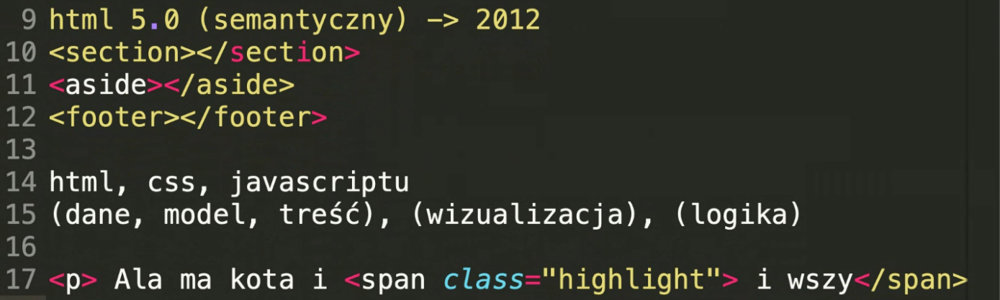 9 html 5.0 (semantyczny) -> 2012
10 <section></section>
11 <aside></aside>
12 <footer></footer>
13
14 html, css, javascriptu
15 (dane, model, treść), (wizualizacja), (logika)
16
17 <p> Ala ma kota i <span class="highlight"> i wszy</span>